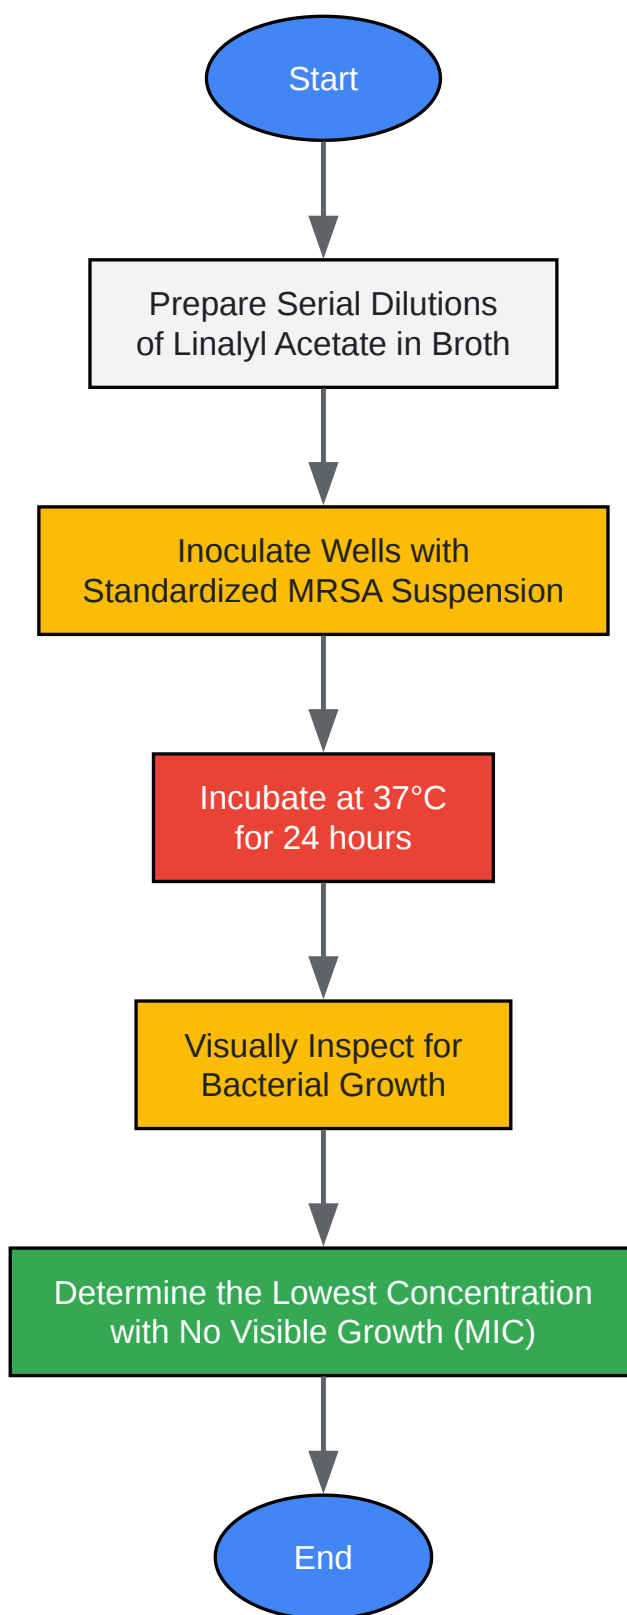 Start
Prepare Serial Dilutions
of Linalyl Acetate in Broth
Inoculate Wells with
Standardized MRSA Suspension
Incubate at 37°C
for 24 hours
Visually Inspect for
Bacterial Growth
Determine the Lowest Concentration
with No Visible Growth (MIC)
End